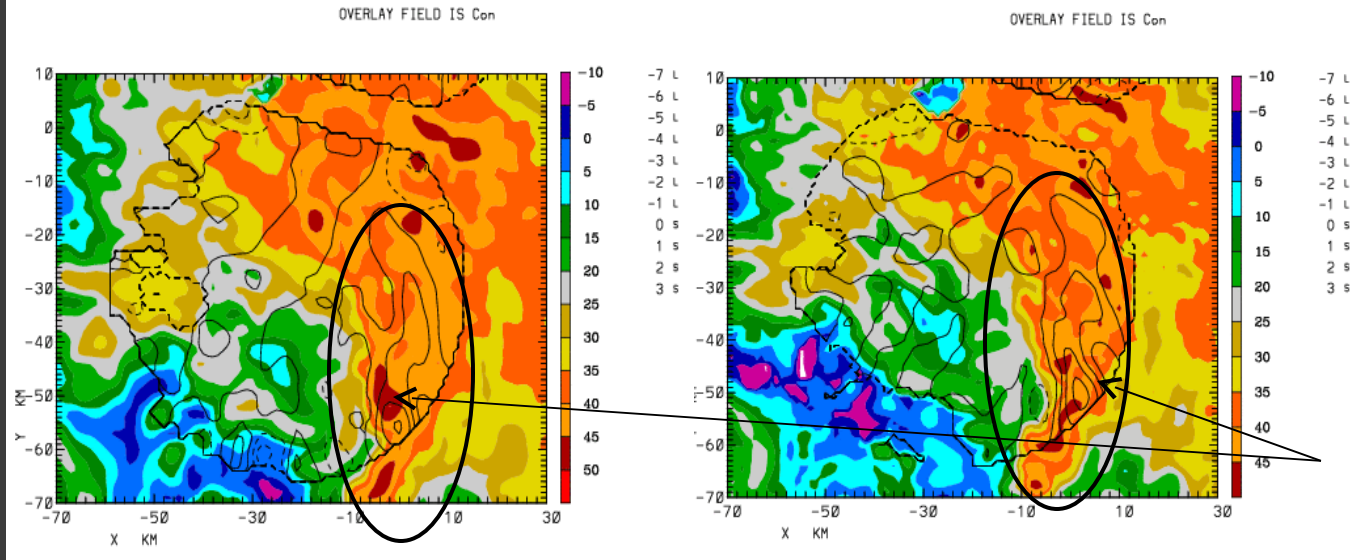 OVERLAY FIELD IS Con
10
0
-10
-20
-30
-40
-50
-60
-70
Y KM
-70 -50 -30 -10 10 30
X KM
-10
-5
0
5
10
15
20
25
30
35
40
45
50
-7 L
-6 L
-5 L
-4 L
-3 L
-2 L
-1 L
0 S
1 S
2 S
3 S
OVERLAY FIELD IS Con
10
0
-10
-20
-30
-40
-50
-60
-70
-70 -50 -30 -10 10 30
X KM
-10
-5
0
5
10
15
20
25
30
35
40
45
-7 L
-6 L
-5 L
-4 L
-3 L
-2 L
-1 L
0 S
1 S
2 S
3 S